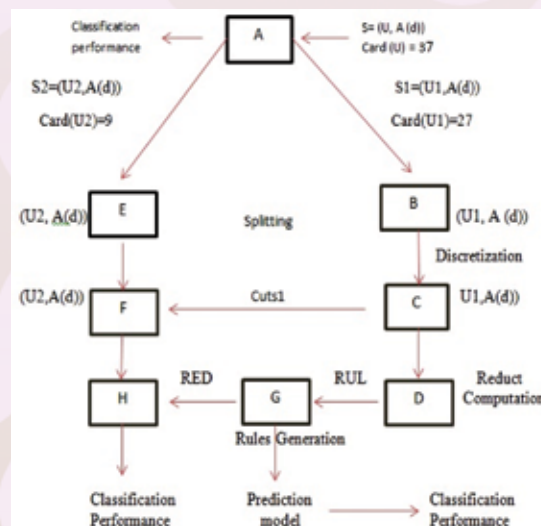 Classification
performance
A
S= (U, A (d))
Card (U) = 37
S2=(U2,A(d))
Card(U2)=9
S1=(U1,A(d))
Card(U1)=27
(U2, A(d))
E
Splitting
B
(U1, A (d))
Discretization
(U2,A(d))
F
Cuts1
C
U1,A(d))
H
RED
G
RUL
D
Reduct
Computation
Rules Generation
Classification
Performance
Prediction
model
Classification
Performance